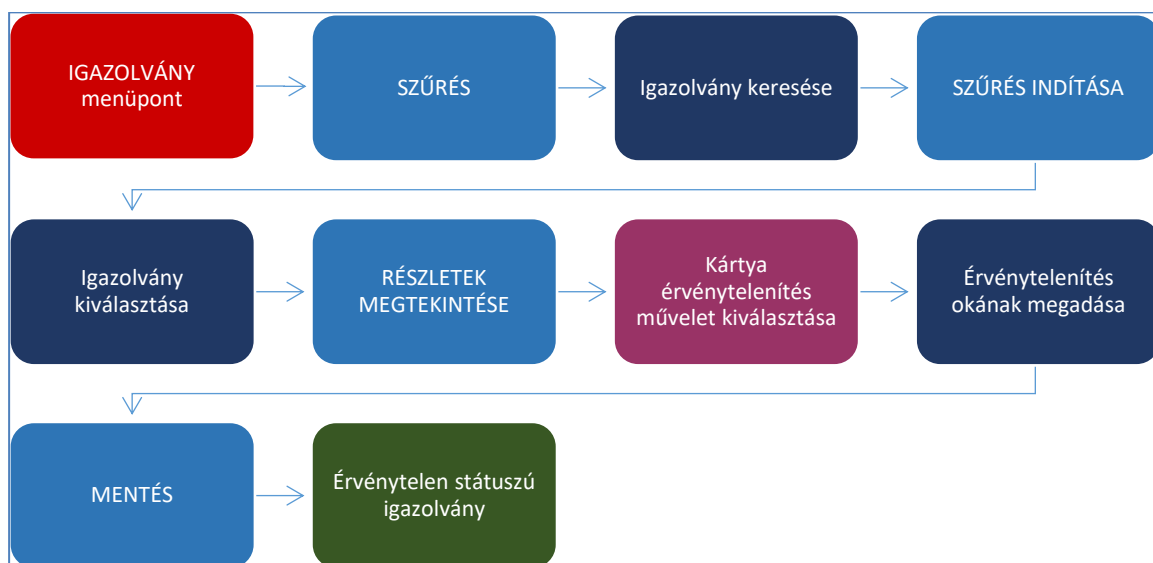 IGAZOLVÁNY
menüpont
SZŰRÉS
Igazolvány keresése
SZŰRÉS INDÍTÁSA
Igazolvány
kiválasztása
RÉSZLETEK
MEGTEKINTÉSE
Kártya
érvénytelenítés
művelet kiválasztása
Érvénytelenítés
okának megadása
MENTÉS
Érvénytelen státuszú
igazolvány